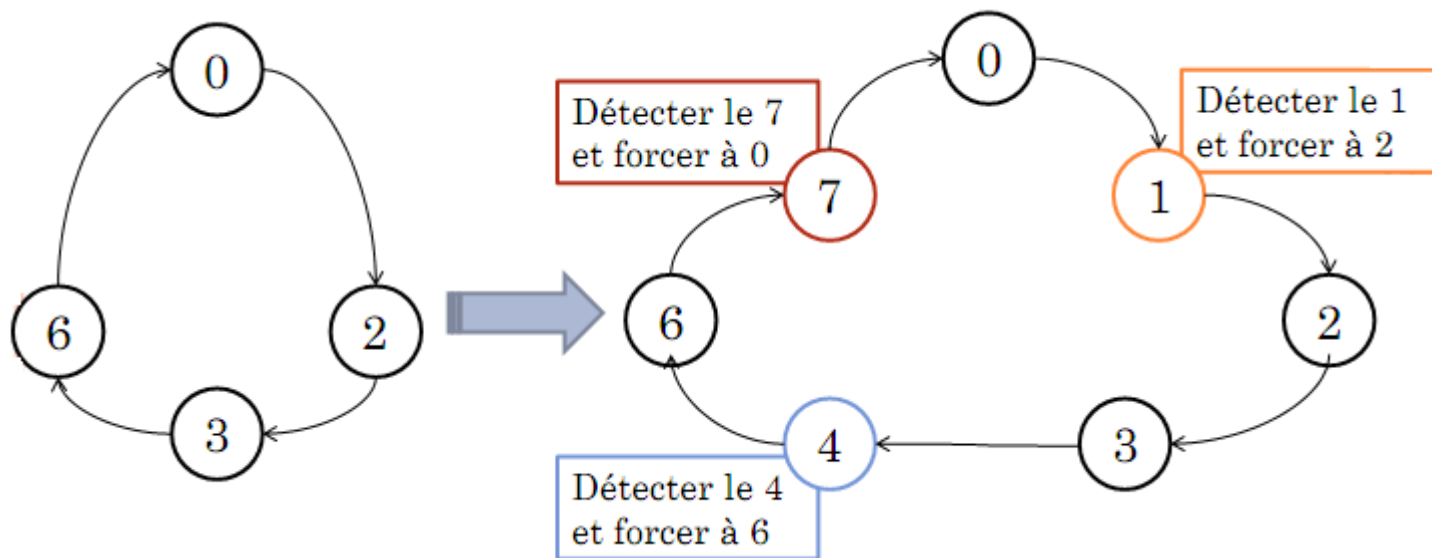 0
6
2
3
0
Détecter le 7
et forcer à 0
7
Détecter le 1
et forcer à 2
1
6
2
4
3
Détecter le 4
et forcer à 6